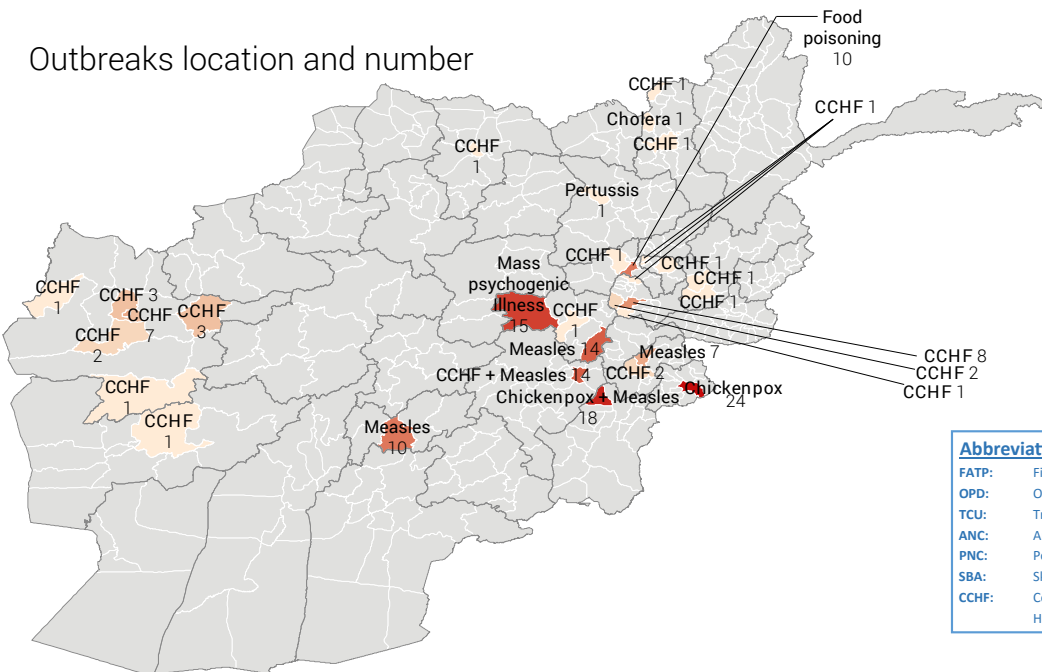 Outbreaks location and number
Food
poisoning
10
CCHF 1
CCHF 1
Cholera 1
CCHF 1
CCHF
1
Pertussis
1
CCHF 1
CCHF 1
CCHF 1
CCHF 1
Mass
psychogenic
Illness
15
CCHF
1
CCHF
1
CCHF 3
CCHF
7
CCHF
3
CCHF
2
Measles 14
Measles 7
CCHF 8
CCHF 2
CCHF 1
CCHF + Measles 14
CCHF 2
Chickenpox + Measles
18
Chickenpox
24
CCHF
1
CCHF
1
Measles
10
Abbreviat
FATP:
OPD:
TCU:
ANC:
PNC:
SBA:
CCHF: